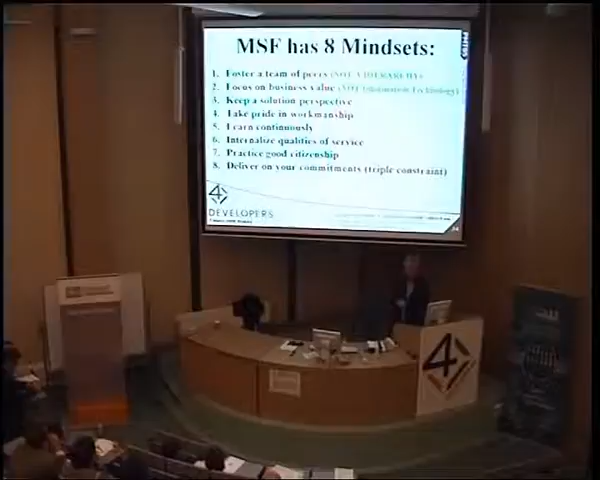 MSF has 8 Mindsets:
1. Foster a team of peers (NOT A HIERARCHY)
2. Focus on business value (NOT Information Technology)
3. Keep a solution perspective
4. Take pride in workmanship
5. Learn continuously
6. Internalize qualities of service
7. Practice good citizenship
8. Deliver on your commitments (triple constraint)
4
DEVELOPERS
4